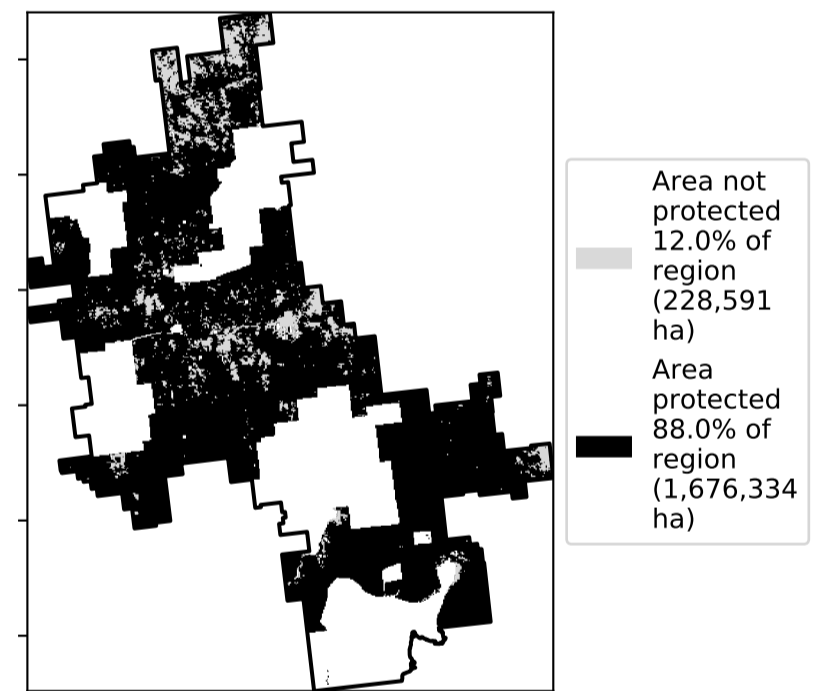 Area not
protected
12.0% of
region
(228,591
ha)
Area
protected
88.0% of
region
(1,676,334
ha)